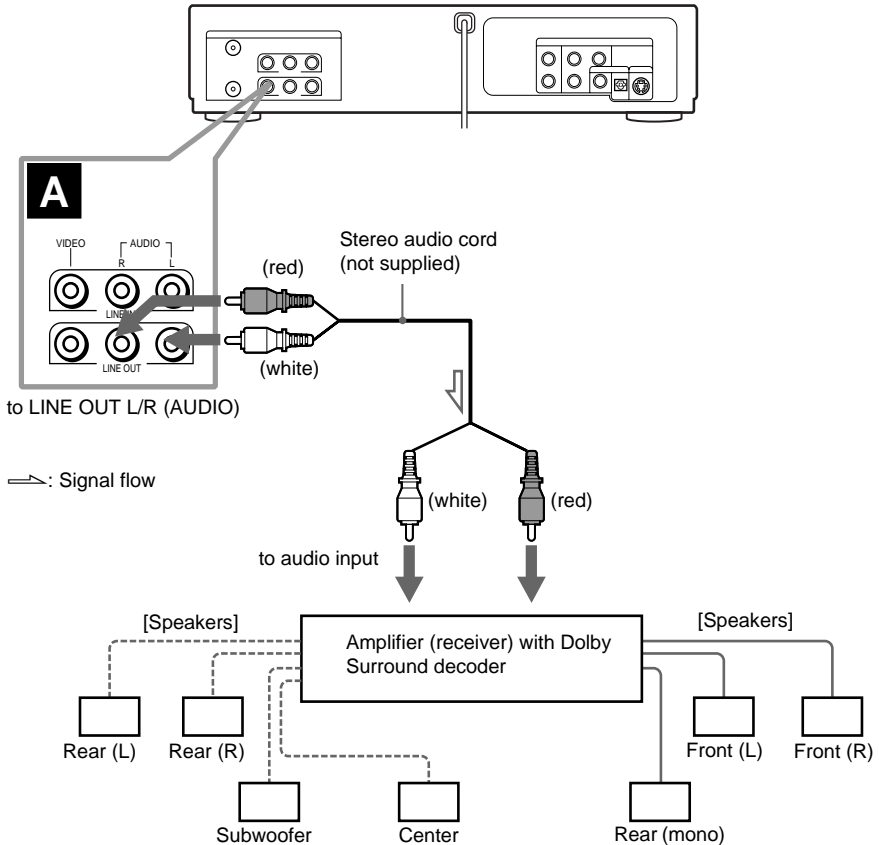 A
VIDEO
AUDIO
R
L
LINE IN
LINE OUT
to LINE OUT L/R (AUDIO)
(red)
(white)
Stereo audio cord
(not supplied)
: Signal flow
(white)
(red)
to audio input
[Speakers]
[Speakers]
Amplifier (receiver) with Dolby
Surround decoder
Rear (L)
Rear (R)
Front (L)
Front (R)
Subwoofer
Center
Rear (mono)